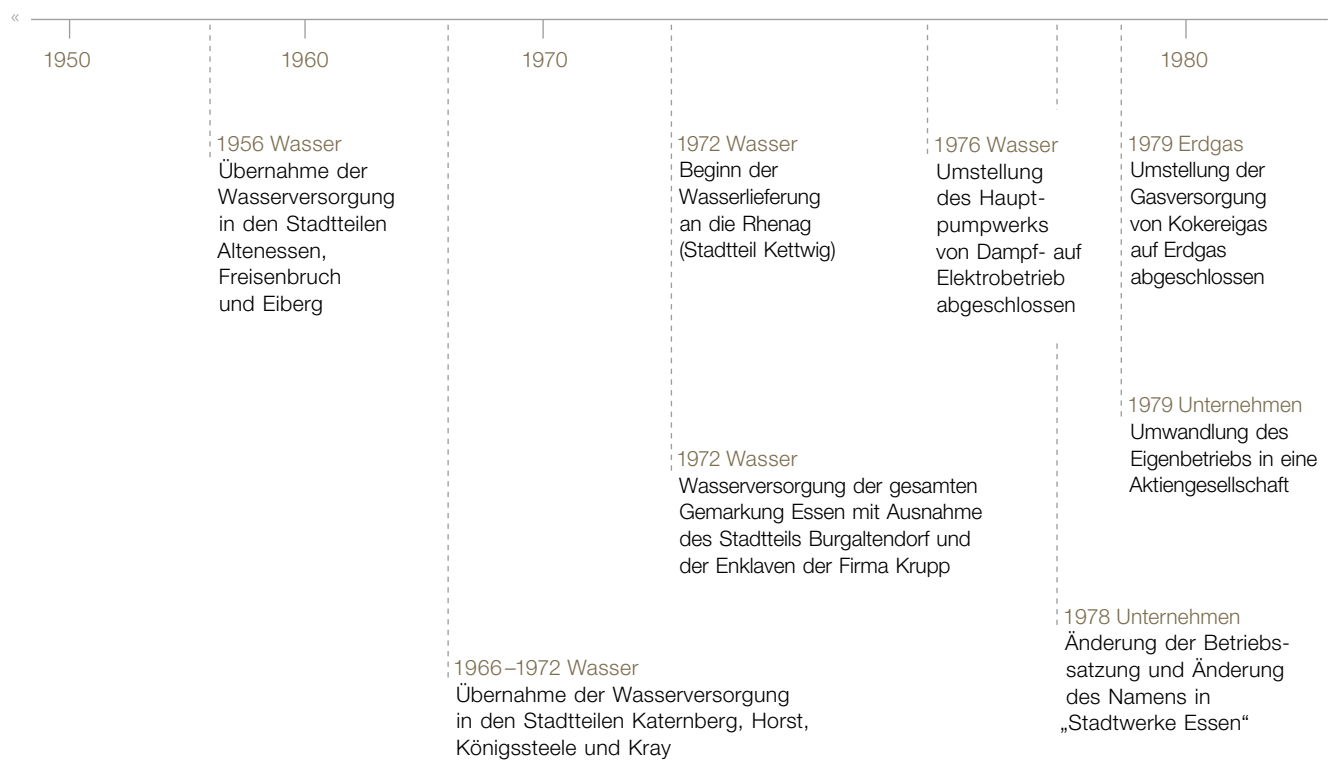 «
1950
1960
1970
1980
1956 Wasser
Übernahme der
Wasserversorgung
in den Stadtteilen
Altenessen,
Freisenbruch
und Eiberg
1966–1972 Wasser
Übernahme der Wasserversorgung
in den Stadtteilen Katernberg, Horst,
Königssteele und Kray
1972 Wasser
Beginn der
Wasserlieferung
an die Rhenag
(Stadtteil Kettwig)
1972 Wasser
Wasserversorgung der gesamten
Gemarkung Essen mit Ausnahme
des Stadtteils Burgaltendorf und
der Enklaven der Firma Krupp
1976 Wasser
Umstellung
des Haupt-
pumpwerks
von Dampf- auf
Elektrobetrieb
abgeschlossen
1978 Unternehmen
Änderung der Betriebs-
satzung und Änderung
des Namens in
„Stadtwerke Essen“
1979 Erdgas
Umstellung der
Gasversorgung
von Kokereigas
auf Erdgas
abgeschlossen
1979 Unternehmen
Umwandlung des
Eigenbetriebs in eine
Aktiengesellschaft